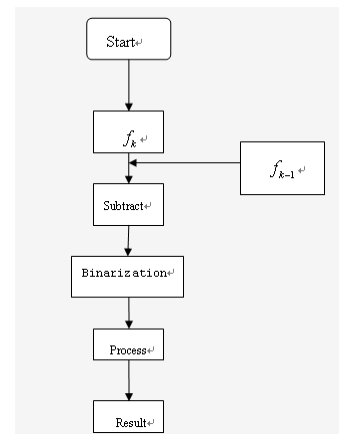 Start↵
f_k ↵
f_{k-1} ↵
Subtract↵
Binarization↵
Process↵
Result↵